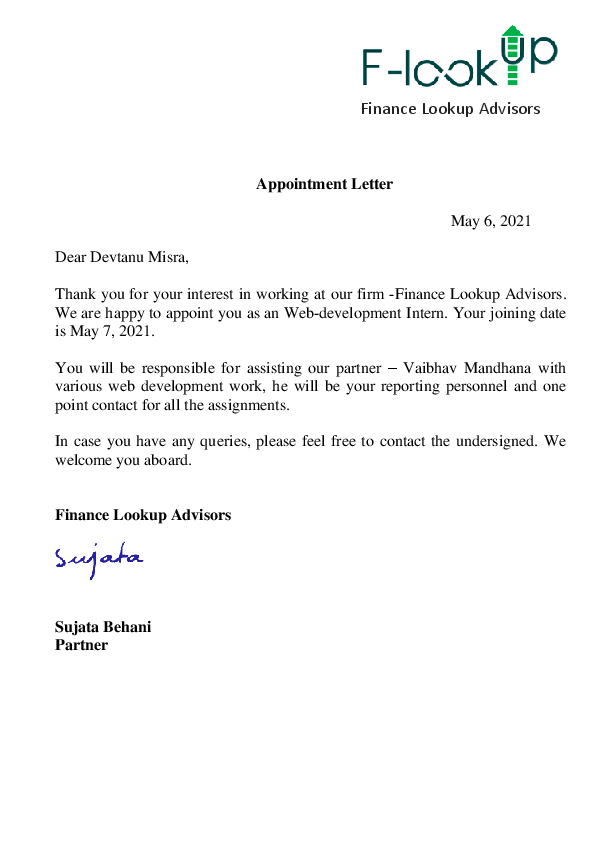 F-lookUp
Finance Lookup Advisors
Appointment Letter
May 6, 2021
Dear Devtanu Misra,
Thank you for your interest in working at our firm -Finance Lookup Advisors.
We are happy to appoint you as an Web-development Intern. Your joining date
is May 7, 2021.
You will be responsible for assisting our partner – Vaibhav Mandhana with
various web development work, he will be your reporting personnel and one
point contact for all the assignments.
In case you have any queries, please feel free to contact the undersigned. We
welcome you aboard.
Finance Lookup Advisors
Sujata
Sujata Behani
Partner